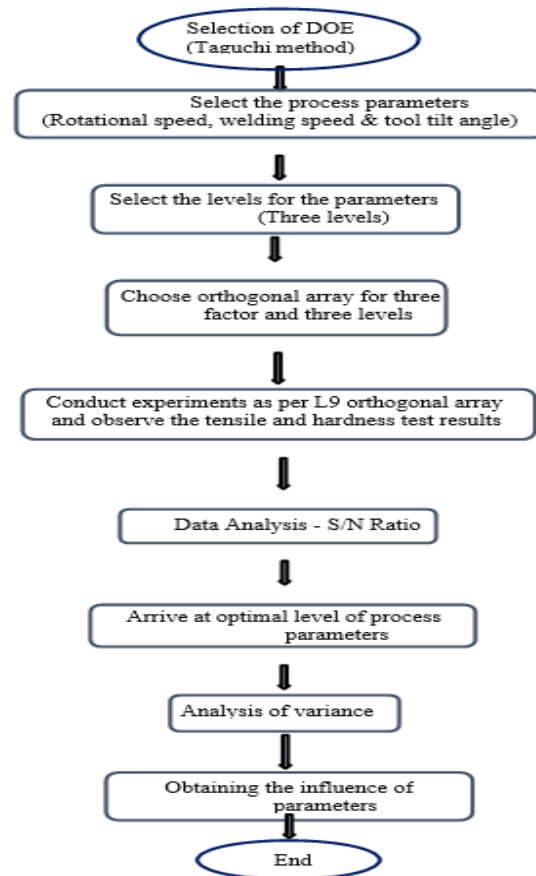 Selection of DOE
(Taguchi method)
Select the process parameters
(Rotational speed, welding speed & tool tilt angle)
Select the levels for the parameters
(Three levels)
Choose orthogonal array for three
factor and three levels
Conduct experiments as per L9 orthogonal array
and observe the tensile and hardness test results
Data Analysis - S/N Ratio
Arrive at optimal level of process
parameters
Analysis of variance
Obtaining the influence of
parameters
End